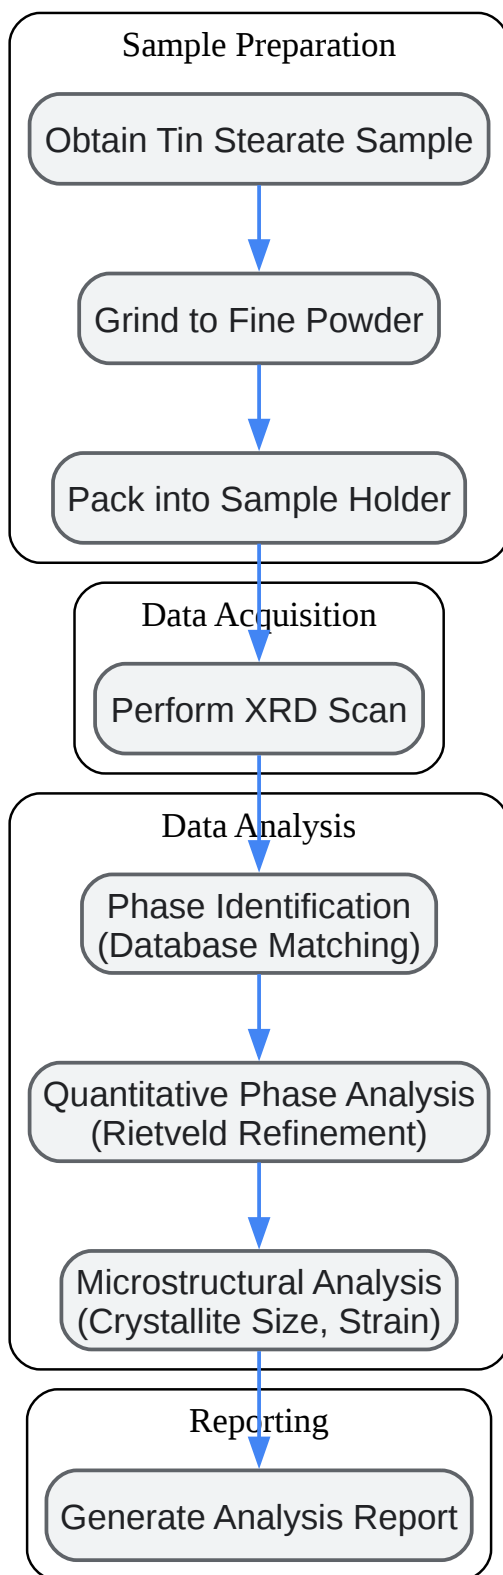 Sample Preparation
Obtain Tin Stearate Sample
Grind to Fine Powder
Pack into Sample Holder
Data Acquisition
Perform XRD Scan
Data Analysis
Phase Identification
(Database Matching)
Quantitative Phase Analysis
(Rietveld Refinement)
Microstructural Analysis
(Crystallite Size, Strain)
Reporting
Generate Analysis Report